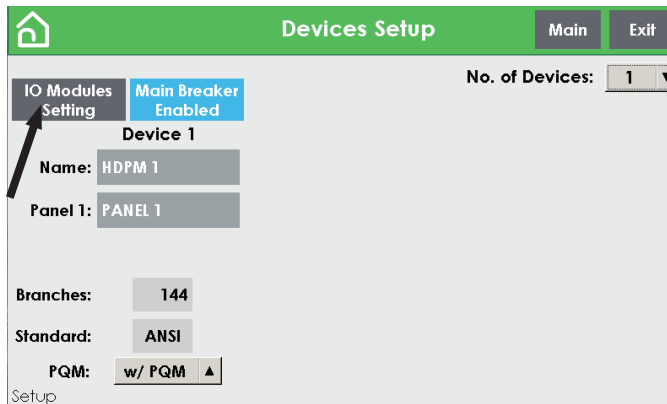 Devices Setup
Main
Exit
No. of Devices: 1
IO Modules
Setting
Main Breaker
Enabled
Device 1
Name: HDPM 1
Panel 1: PANEL 1
Branches: 144
Standard: ANSI
PQM: w/ PQM
Setup